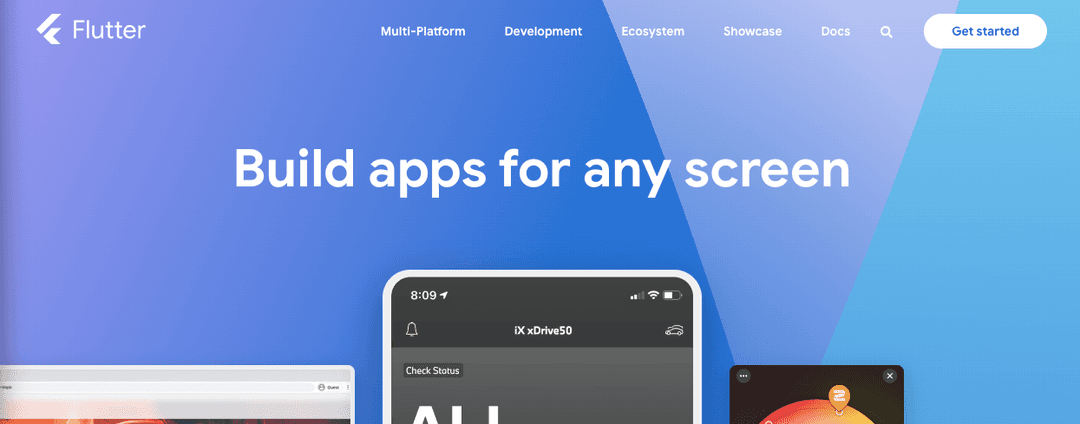 Flutter
Multi-Platform Development Ecosystem Showcase Docs Get started
Build apps for any screen
8:09
iX xDrive50
Check Status
Guest